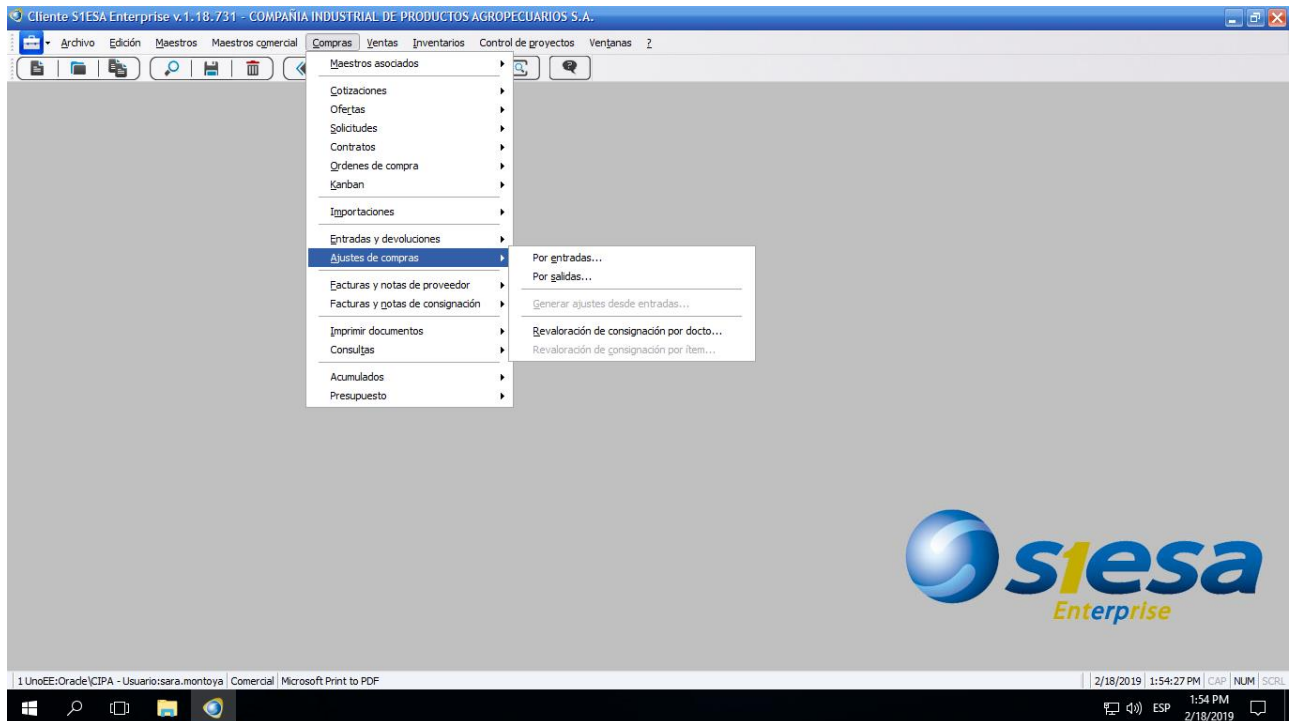 Cliente S1ESA Enterprise v.1.18.731 - COMPAÑIA INDUSTRIAL DE PRODUCTOS AGROPECUARIOS S.A.
Archivo Edición Maestros Maestros comercial Compras Ventas Inventarios Control de proyectos Ventanas ?
Maestros asociados
Cotizaciones
Ofertas
Solicitudes
Contratos
Ordenes de compra
Kanban
Importaciones
Entradas y devoluciones
Ajustes de compras
Por entradas...
Por salidas...
Generar ajustes desde entradas...
Revaloración de consignación por docto...
Revaloración de consignación por ítem...
Facturas y notas de proveedor
Facturas y notas de consignación
Imprimir documentos
Consultas
Acumulados
Presupuesto
s1esa
Enterprise
1 UnoEE:Oracle\CIPA - Usuario:sara.montoya Comercial Microsoft Print to PDF 2/18/2019 1:54:27 PM CAP NUM SCRL
ESP 1:54 PM
2/18/2019